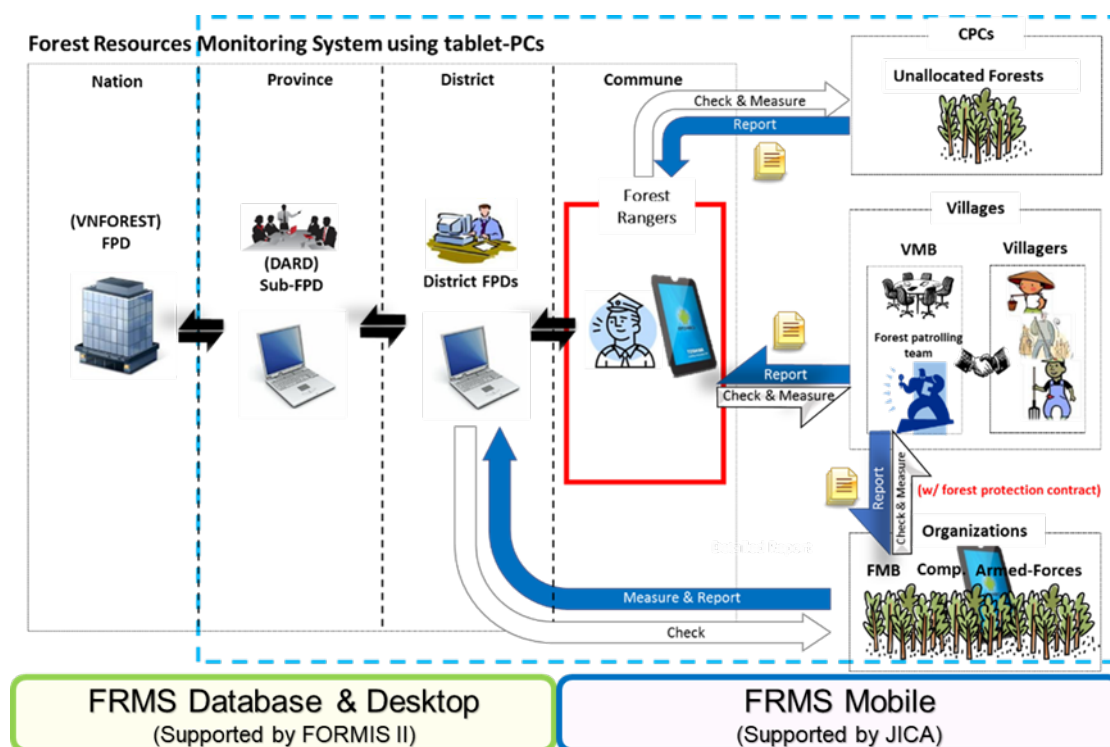 Forest Resources Monitoring System using tablet-PCs
Nation
Province
District
Commune
CPCs
Unallocated Forests
Check & Measure
Report
Forest
Rangers
(VNFOREST)
FPD
(DARD)
Sub-FPD
District FPDs
Villages
VMB
Villagers
Forest patrolling
team
Report
Check & Measure
Report
Check & Measure
(w/ forest protection contract)
Organizations
FMB
Comp.
Armed-Forces
Measure & Report
Check
FRMS Database & Desktop
(Supported by FORMIS II)
FRMS Mobile
(Supported by JICA)